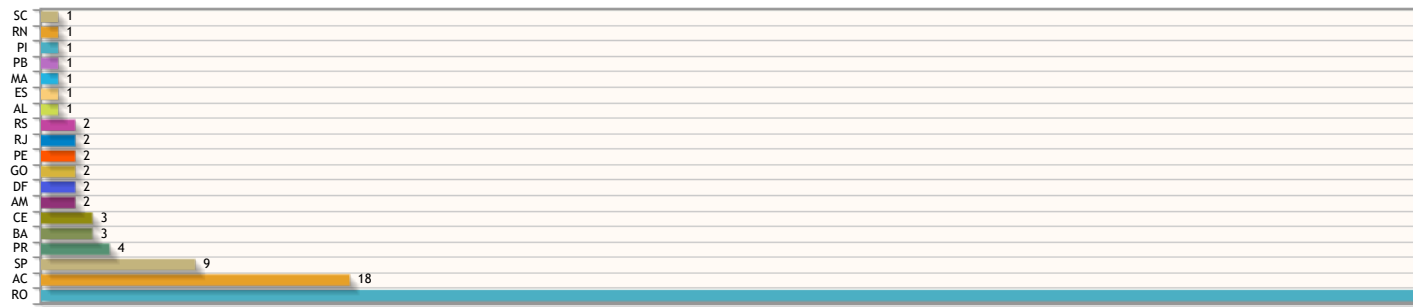 SC 1
RN 1
PI 1
PB 1
MA 1
ES 1
AL 1
RS 2
RJ 2
PE 2
GO 2
DF 2
AM 2
CE 3
BA 3
PR 4
SP 9
AC 18
RO